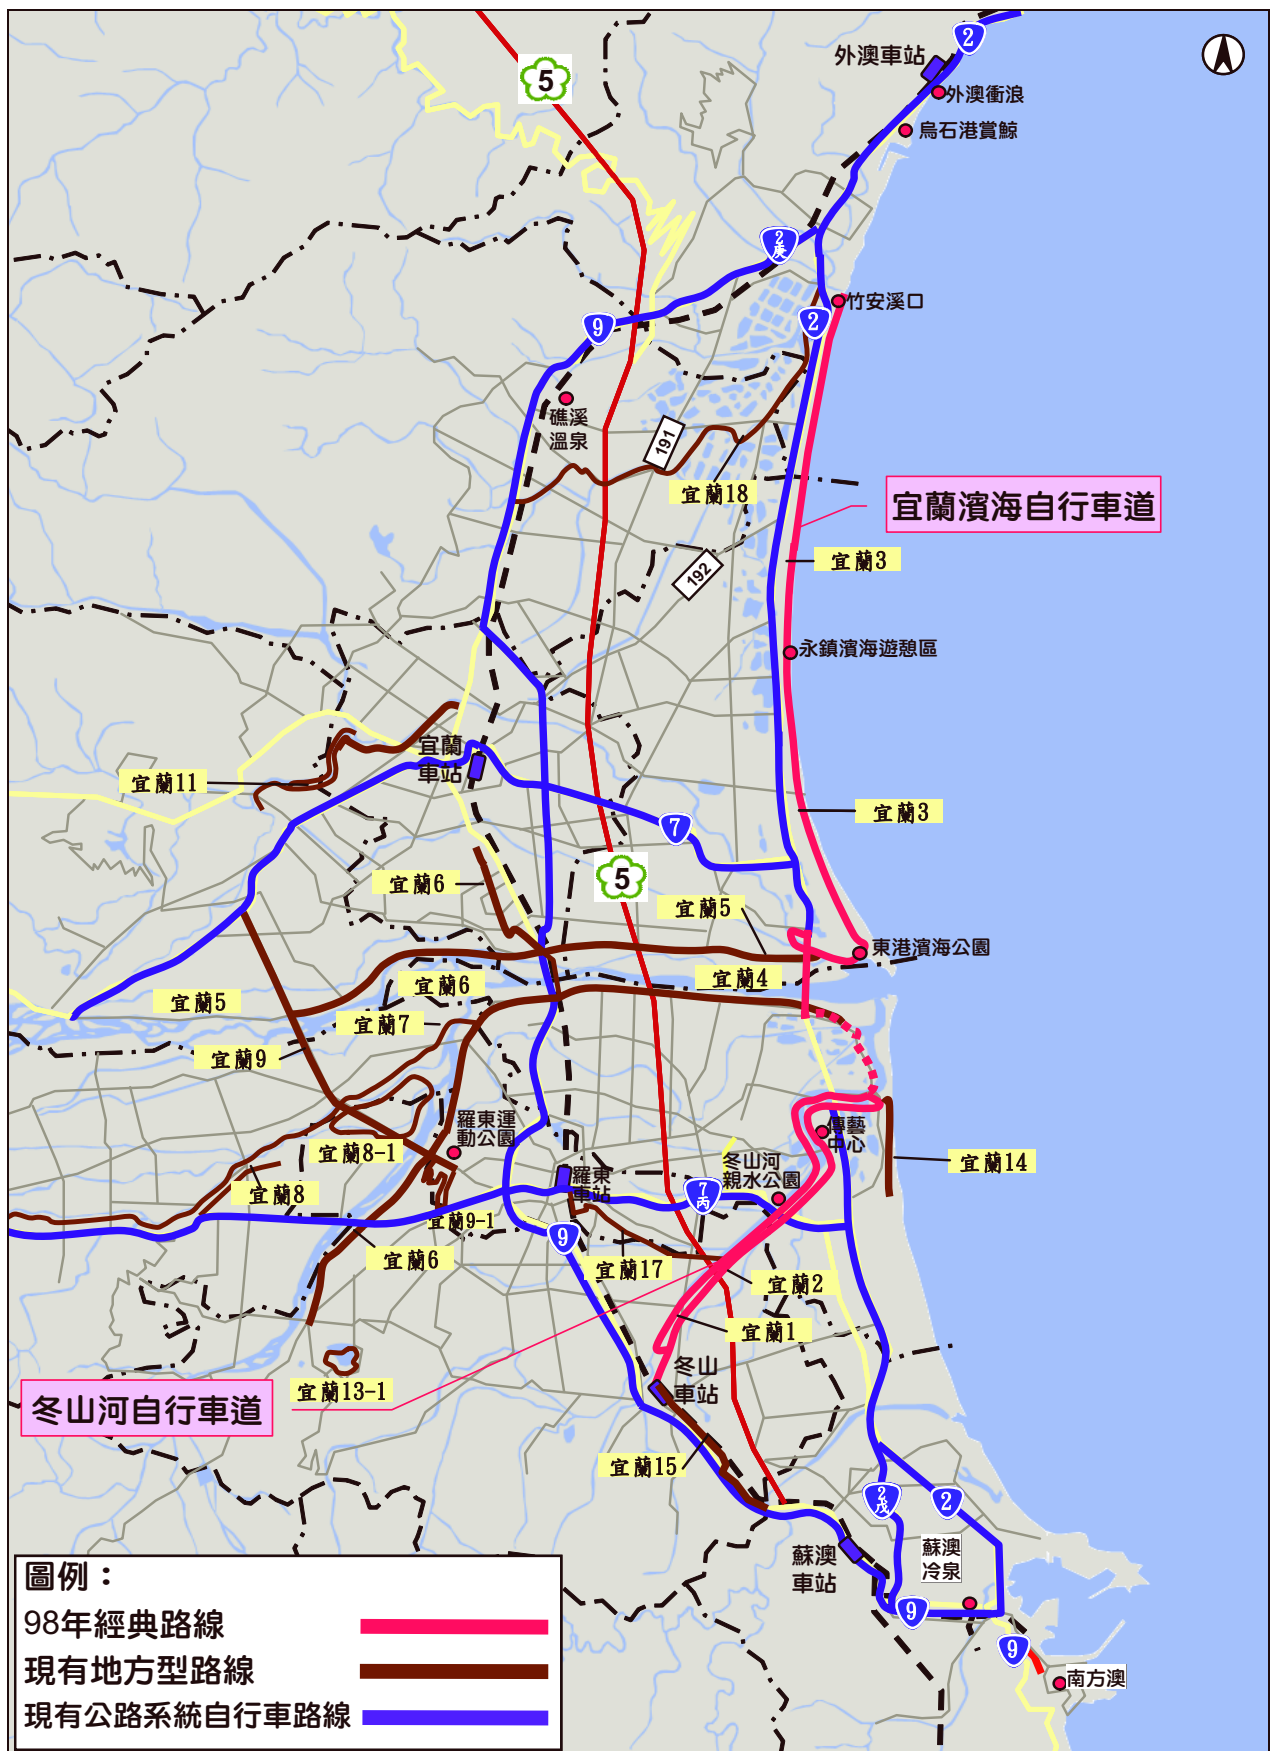 2
外澳車站
5
外澳衝浪
烏石港賞鯨
2
庚
竹安溪口
9
2
礁溪
溫泉
191
宜蘭18
宜蘭濱海自行車道
宜蘭3
192
永鎮濱海遊憩區
宜蘭
車站
宜蘭11
宜蘭3
7
宜蘭6
5
宜蘭5
東港濱海公園
宜蘭4
宜蘭6
宜蘭5
宜蘭7
宜蘭9
羅東運
動公園
傳藝
中心
宜蘭8-1
宜蘭14
冬山河
親水公園
羅東
車站
宜蘭8
7
丙
宜蘭9-1
9
宜蘭6
宜蘭17
宜蘭2
宜蘭1
冬山
車站
宜蘭13-1
冬山河自行車道
宜蘭15
2
戊
2
蘇澳
車站
蘇澳
冷泉
9
9
南方澳
圖例：
98年經典路線
現有地方型路線
現有公路系統自行車路線